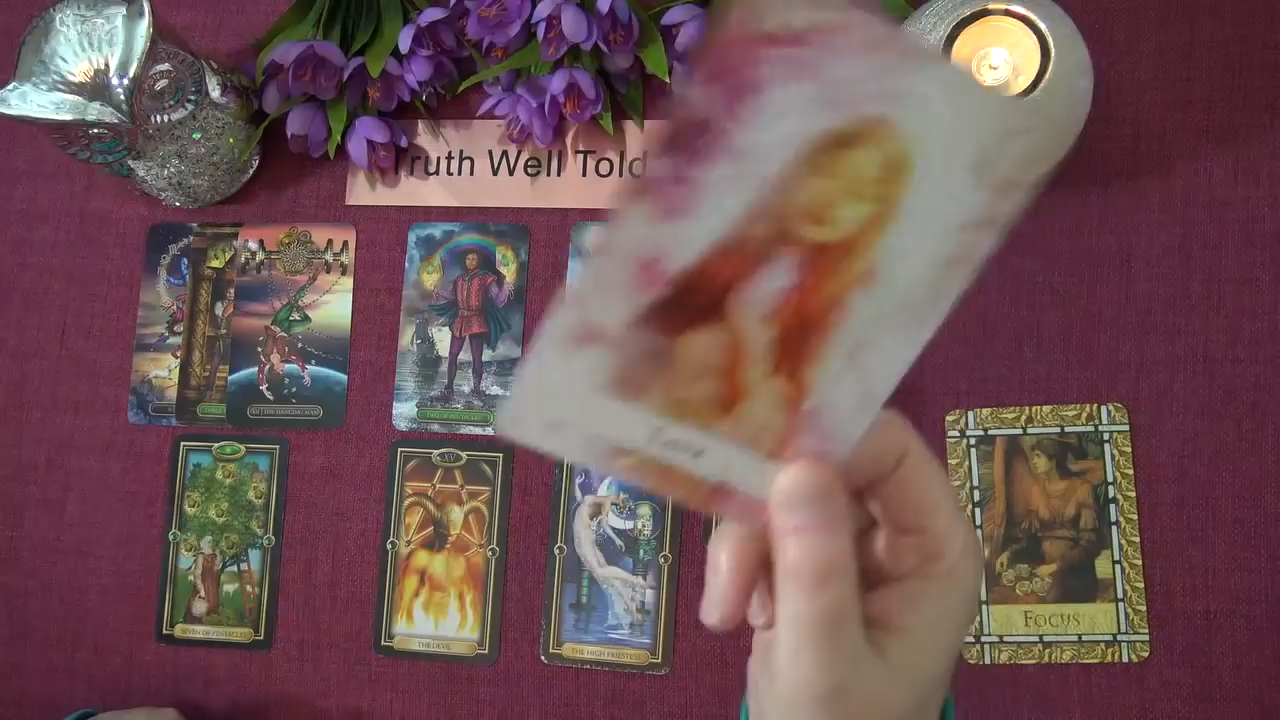 Truth Well Told
XII | THE HANGING MAN
TWO OF PENTACLES
SEVEN OF PENTACLES
XV
THE DEVIL
THE HIGH PRIESTESS
FOCUS